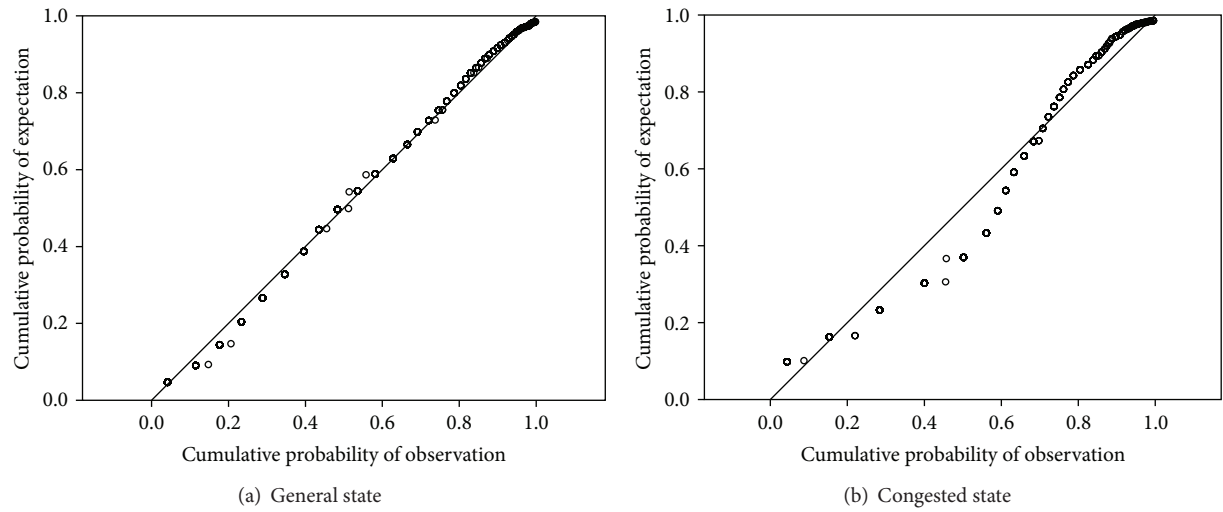 Cumulative probability of expectation
1.0
0.8
0.6
0.4
0.2
0.0
0.0 0.2 0.4 0.6 0.8 1.0
Cumulative probability of observation
(a) General state
Cumulative probability of expectation
1.0
0.8
0.6
0.4
0.2
0.0
0.0 0.2 0.4 0.6 0.8 1.0
Cumulative probability of observation
(b) Congested state